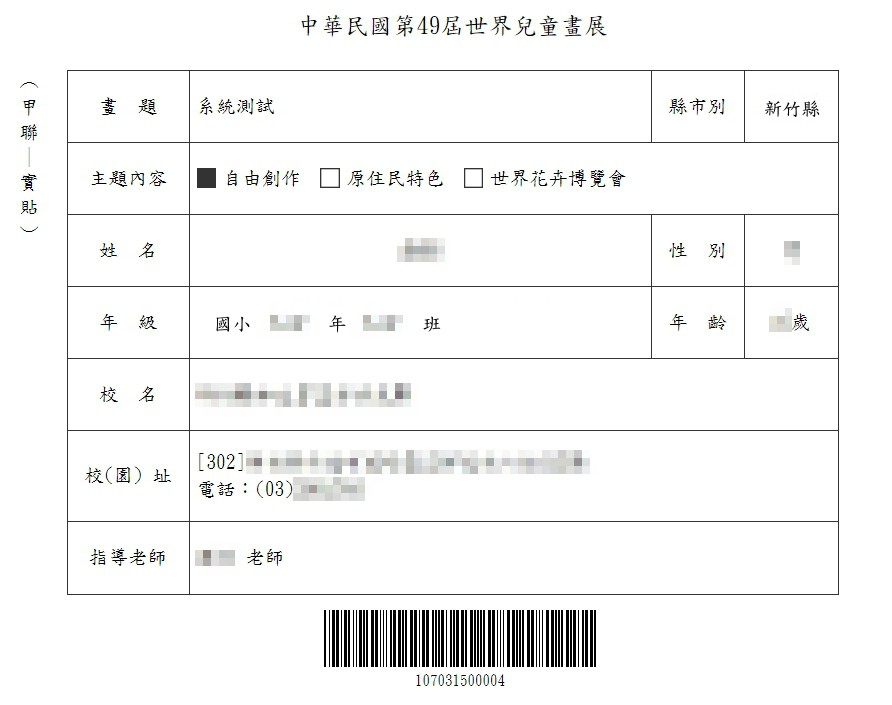 中華民國第49屆世界兒童畫展
（甲聯－實貼）
畫 題 系統測試 縣市別 新竹縣
主題內容 ■ 自由創作 □ 原住民特色 □ 世界花卉博覽會
姓 名 性 別
年 級 國小 年 班 年 齡 歲
校 名
校(園) 址 [302]
電話：(03)
指導老師 老師
107031500004